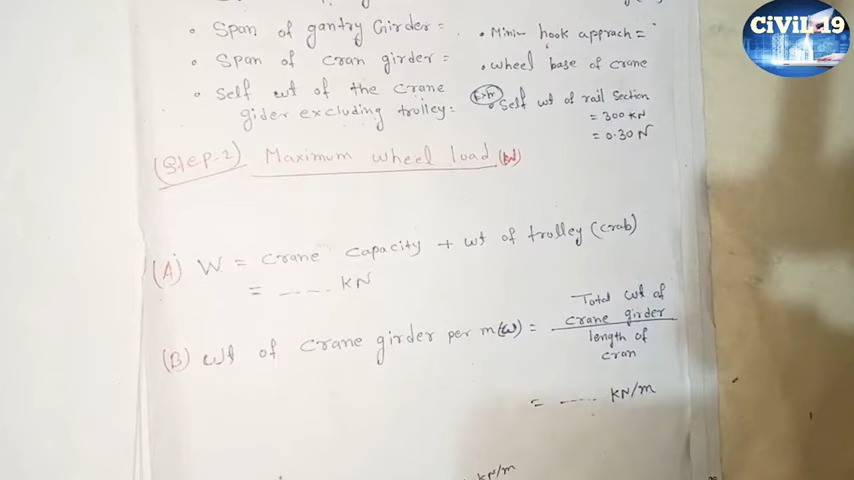 CiViL 19
• Span of gantry Girder =
• Minim hook apprach =
• Span of cran girder =
• wheel base of crane
• Self wt of the crane
gider excluding trolley =
• Self wt of rail Section
= 300 KN
= 0.30 N
(Step-2) Maximum wheel load (W)
(A) W = crane capacity + wt of trolley (crab)
= ..... KN
(B) wt of crane girder per m(w) = Total wt of
crane girder
length of
cran
= ..... KN/m
KN/m